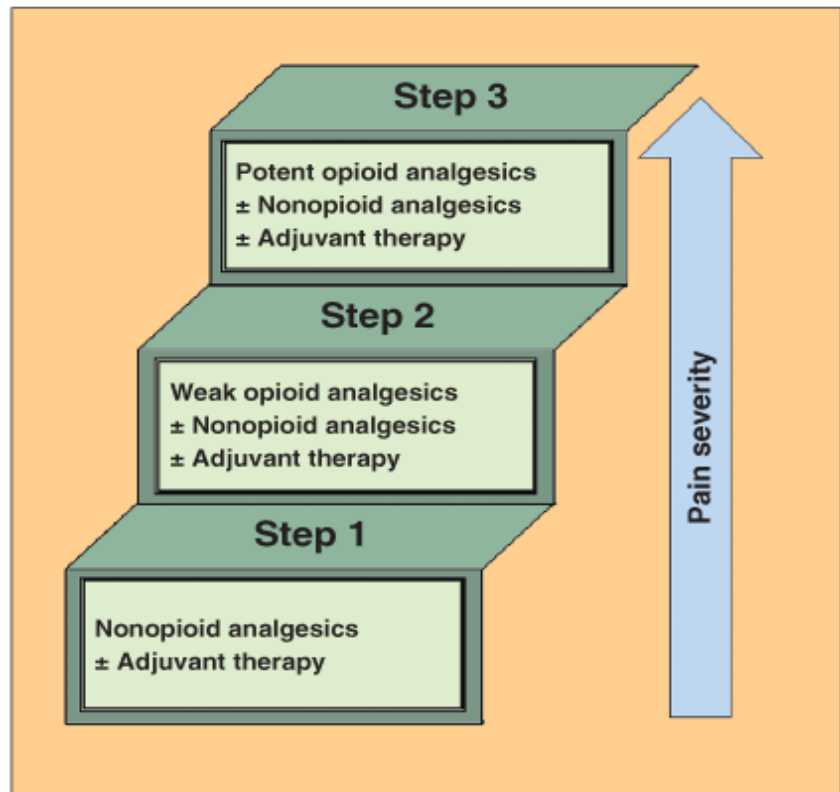 Step 3
Potent opioid analgesics
± Nonopioid analgesics
± Adjuvant therapy
Step 2
Weak opioid analgesics
± Nonopioid analgesics
± Adjuvant therapy
Step 1
Nonopioid analgesics
± Adjuvant therapy
Pain severity